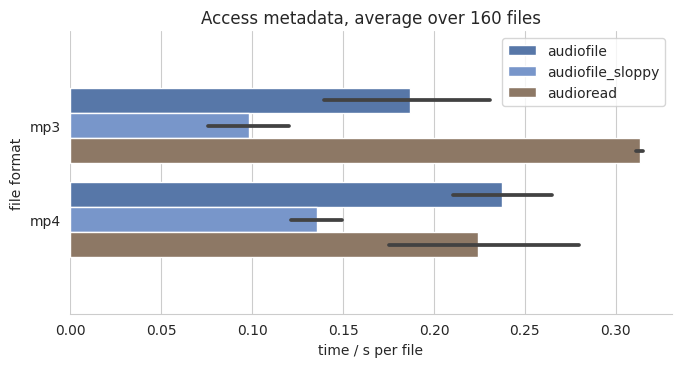 Access metadata, average over 160 files
audiofile
audiofile_sloppy
audioread
file format
mp3
mp4
0.00 0.05 0.10 0.15 0.20 0.25 0.30
time / s per file